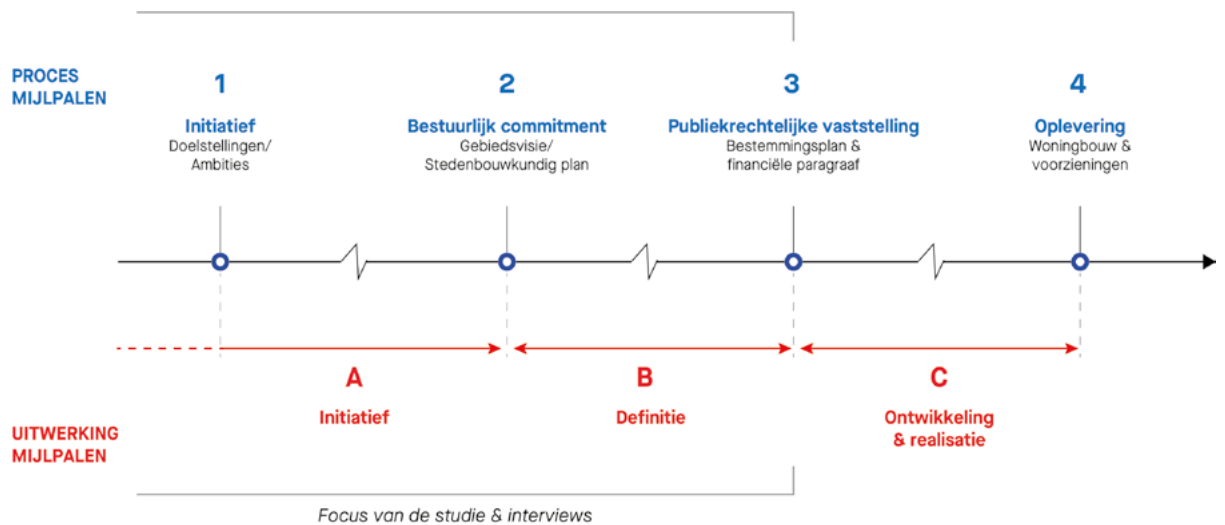 PROCES
MIJLPALEN
1
Initiatief
Doelstellingen/
Ambities
2
Bestuurlijk commitment
Gebiedsvisie/
Stedenbouwkundig plan
3
Publiekrechtelijke vaststelling
Bestemmingsplan &
financiële paragraaf
4
Oplevering
Woningbouw &
voorzieningen
UITWERKING
MIJLPALEN
A
Initiatief
B
Definitie
C
Ontwikkeling
& realisatie
Focus van de studie & interviews